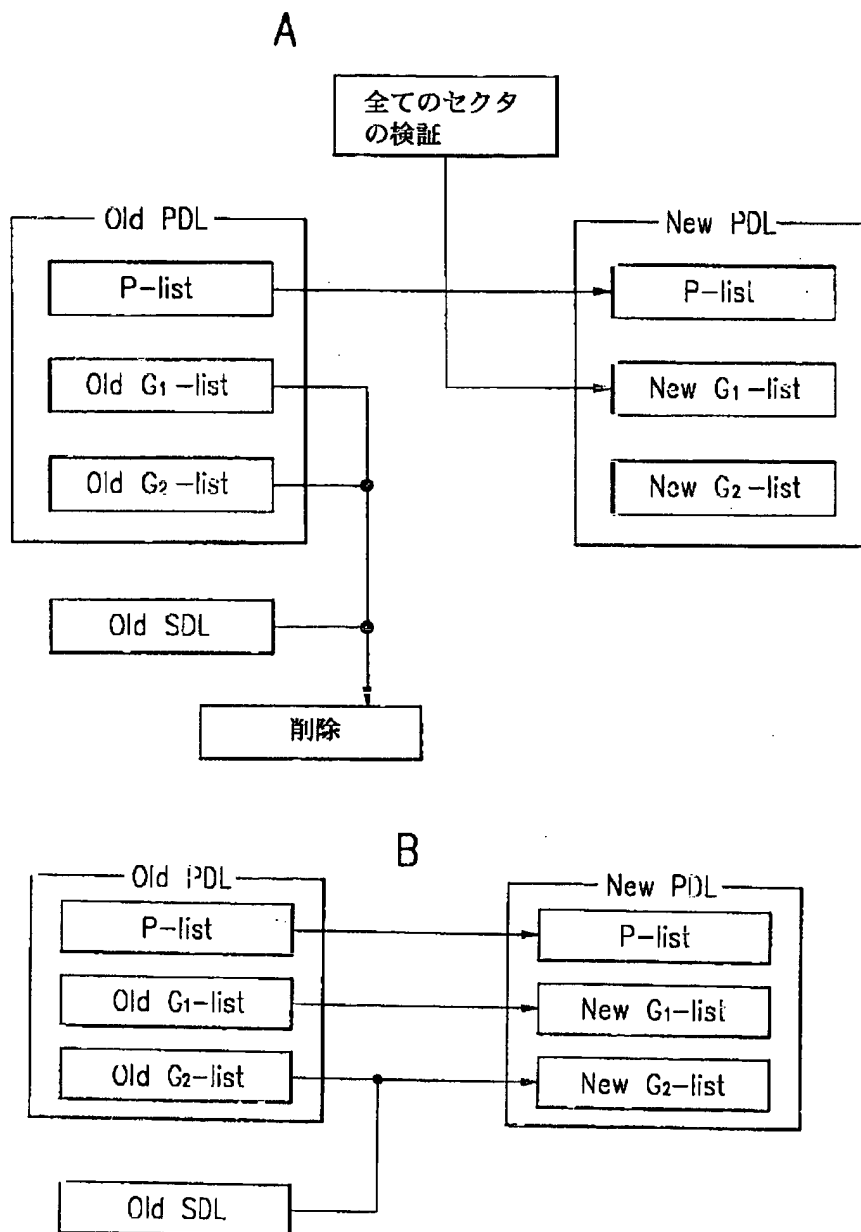 A
全てのセクタ
の検証
Old PDL
New PDL
P-list
P-list
Old G₁-list
New G₁-list
Old G₂-list
New G₂-list
Old SDL
削除
B
Old PDL
New PDL
P-list
P-list
Old G₁-list
New G₁-list
Old G₂-list
New G₂-list
Old SDL